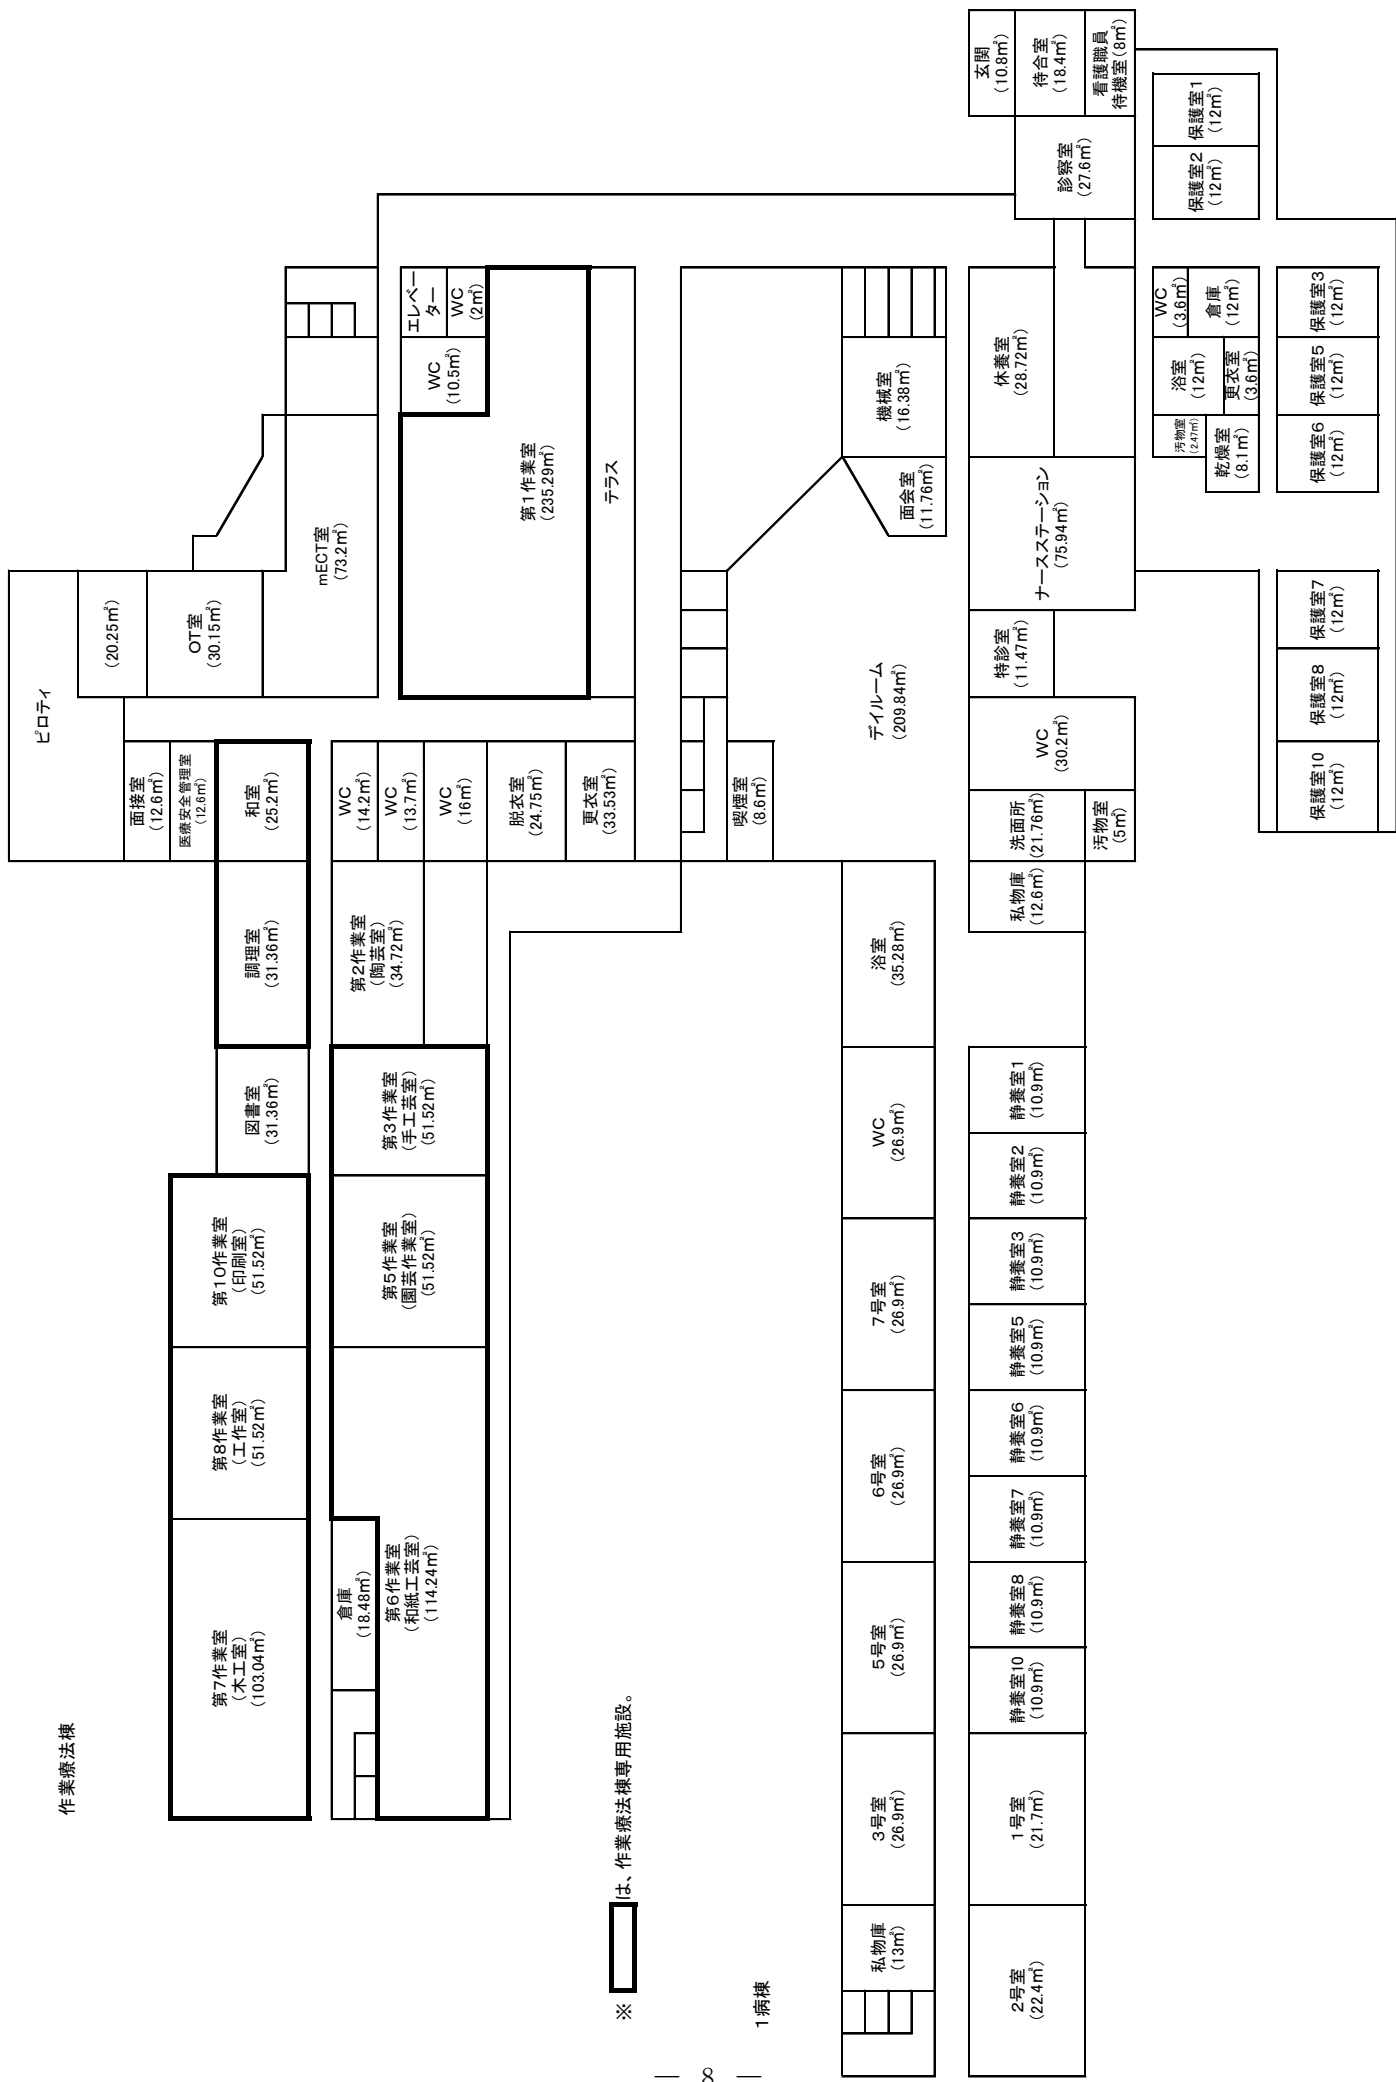 作業療法棟
ピロティ
(20.25㎡)
OT室
(30.15㎡)
mECT室
(73.2㎡)
面接室
(12.6㎡)
医療安全管理室
(12.6㎡)
和室
(25.2㎡)
調理室
(31.36㎡)
図書室
(31.36㎡)
第10作業室
(印刷室)
(51.52㎡)
第8作業室
(工作室)
(51.52㎡)
第7作業室
(木工室)
(103.04㎡)
倉庫
(18.48㎡)
第6作業室
(和紙工芸室)
(114.24㎡)
第5作業室
(園芸作業室)
(51.52㎡)
第3作業室
(手工芸室)
(51.52㎡)
第2作業室
(陶芸室)
(34.72㎡)
WC
(14.2㎡)
WC
(13.7㎡)
WC
(16㎡)
脱衣室
(24.75㎡)
更衣室
(33.53㎡)
エレベー
ター
WC
(2㎡)
WC
(10.5㎡)
第1作業室
(235.29㎡)
テラス
※ は、作業療法棟専用施設。
1病棟
喫煙室
(8.6㎡)
デイルーム
(209.84㎡)
機械室
(16.38㎡)
面会室
(11.76㎡)
浴室
(35.28㎡)
WC
(26.9㎡)
7号室
(26.9㎡)
6号室
(26.9㎡)
5号室
(26.9㎡)
3号室
(26.9㎡)
私物庫
(13㎡)
2号室
(22.4㎡)
1号室
(21.7㎡)
静養室10
(10.9㎡)
静養室8
(10.9㎡)
静養室7
(10.9㎡)
静養室6
(10.9㎡)
静養室5
(10.9㎡)
静養室3
(10.9㎡)
静養室2
(10.9㎡)
静養室1
(10.9㎡)
私物庫
(12.6㎡)
洗面所
(21.76㎡)
汚物室
(5㎡)
WC
(30.2㎡)
特診室
(11.47㎡)
ナースステーション
(75.94㎡)
休養室
(28.72㎡)
診察室
(27.6㎡)
玄関
(10.8㎡)
待合室
(18.4㎡)
看護職員
待機室(8㎡)
保護室1
(12㎡)
保護室2
(12㎡)
WC
(3.6㎡)
倉庫
(12㎡)
浴室
(12㎡)
更衣室
(3.6㎡)
汚物室
(2.47㎡)
乾燥室
(8.1㎡)
保護室3
(12㎡)
保護室5
(12㎡)
保護室6
(12㎡)
保護室7
(12㎡)
保護室8
(12㎡)
保護室10
(12㎡)
— 8 —